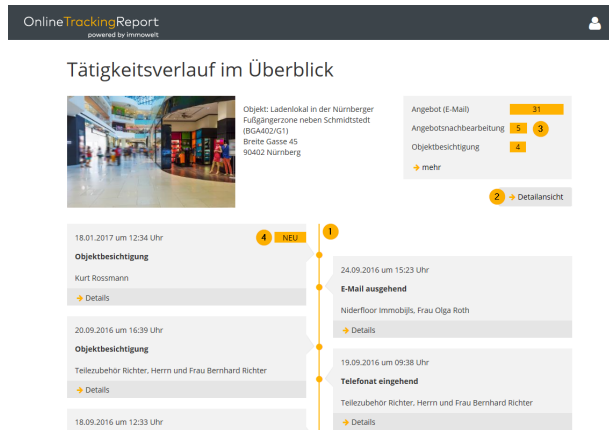 OnlineTrackingReport
powered by immowelt
Tätigkeitsverlauf im Überblick
Objekt: Ladenlokal in der Nürnberger
Fußgängerzone neben Schmidtstedt
(BGA402/G1)
Breite Gasse 45
90402 Nürnberg
Angebot (E-Mail) 31
Angebotsnachbearbeitung 5 3
Objektbesichtigung 4
→ mehr
2 → Detailansicht
1
18.01.2017 um 12:34 Uhr 4 NEU
Objektbesichtigung
Kurt Rossmann
→ Details
24.09.2016 um 15:23 Uhr
E-Mail ausgehend
Niderfloor Immobijls, Frau Olga Roth
→ Details
20.09.2016 um 16:39 Uhr
Objektbesichtigung
Teilezubehör Richter, Herrn und Frau Bernhard Richter
→ Details
19.09.2016 um 09:38 Uhr
Telefonat eingehend
Teilezubehör Richter, Herrn und Frau Bernhard Richter
→ Details
18.09.2016 um 12:33 Uhr